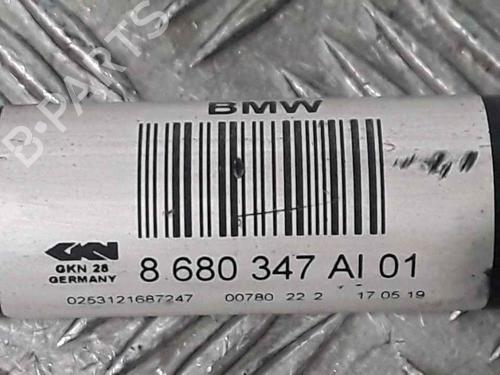 B-PARTS
BMW
GKN
GKN 28
GERMANY
8 680 347 AI 01
0253121687247 00780 22 2 17 05 19